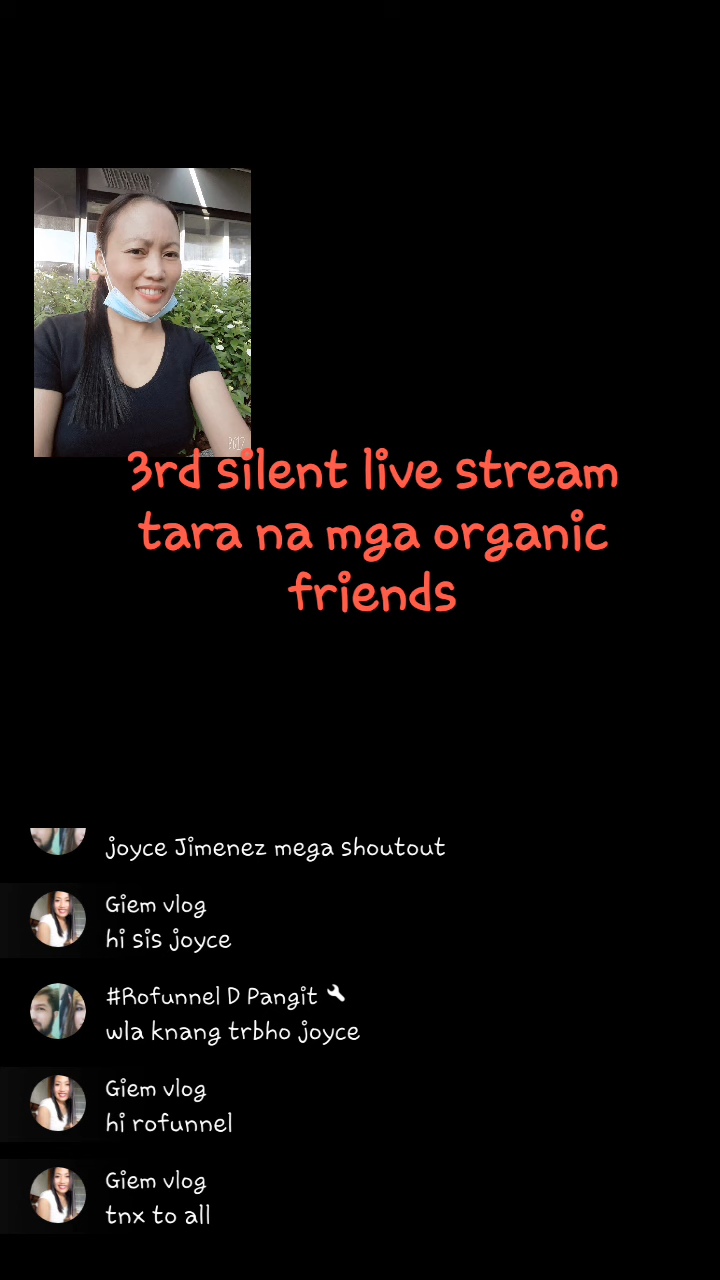 3rd silent live stream
tara na mga organic
friends
joyce Jimenez mega shoutout
Giem vlog
hi sis joyce
#Rofunnel D Pangit
wla knang trbho joyce
Giem vlog
hi rofunnel
Giem vlog
tnx to all